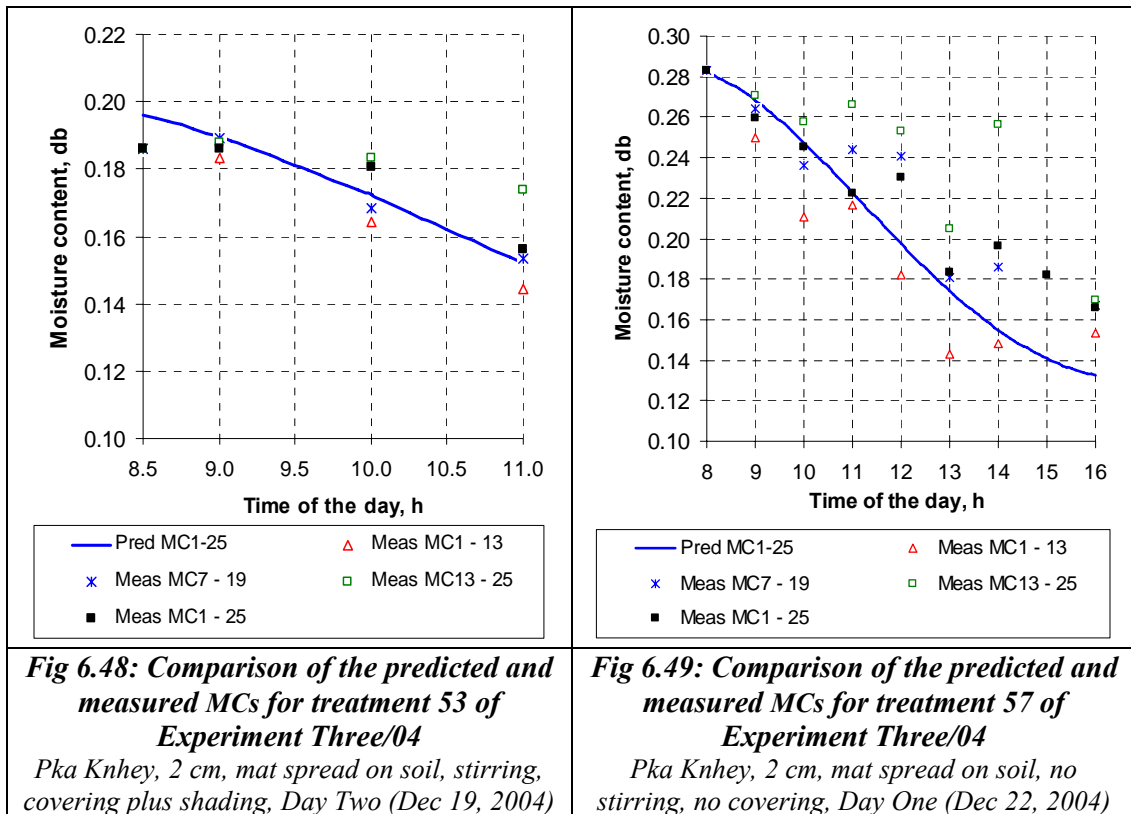 0.22
0.20
0.18
0.16
0.14
0.12
0.10
Moisture content, db
8.5 9.0 9.5 10.0 10.5 11.0
Time of the day, h
Pred MC1-25 Meas MC1 - 13
Meas MC7 - 19 Meas MC13 - 25
Meas MC1 - 25
Fig 6.48: Comparison of the predicted and
measured MCs for treatment 53 of
Experiment Three/04
Pka Knhey, 2 cm, mat spread on soil, stirring,
covering plus shading, Day Two (Dec 19, 2004)
0.30
0.28
0.26
0.24
0.22
0.20
0.18
0.16
0.14
0.12
0.10
Moisture content, db
8 9 10 11 12 13 14 15 16
Time of the day, h
Pred MC1-25 Meas MC1 - 13
Meas MC7 - 19 Meas MC13 - 25
Meas MC1 - 25
Fig 6.49: Comparison of the predicted and
measured MCs for treatment 57 of
Experiment Three/04
Pka Knhey, 2 cm, mat spread on soil, no
stirring, no covering, Day One (Dec 22, 2004)